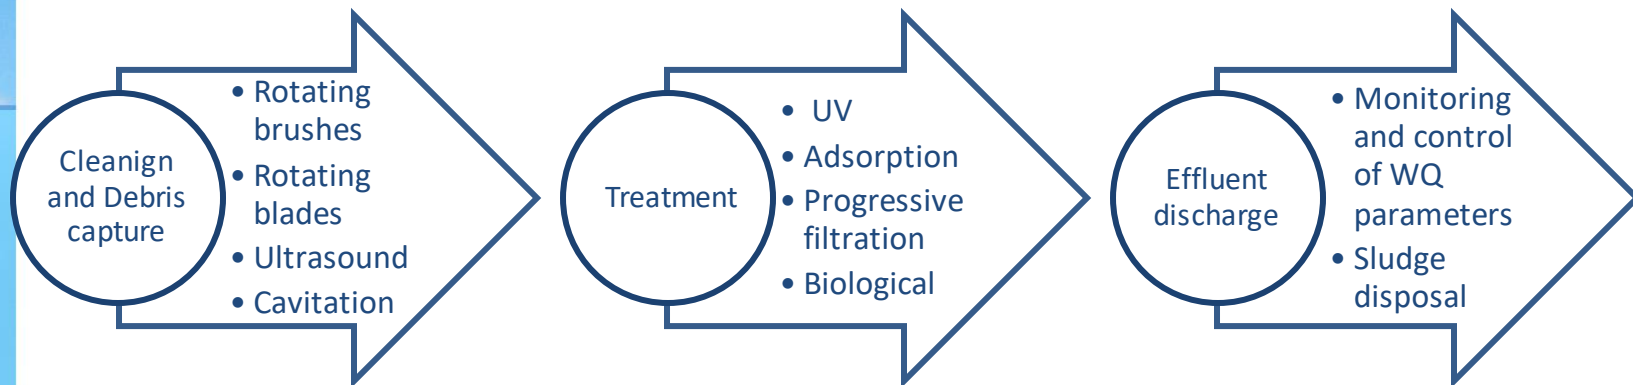 Cleanign
and Debris
capture
• Rotating
brushes
• Rotating
blades
• Ultrasound
• Cavitation
Treatment
• UV
• Adsorption
• Progressive
filtration
• Biological
Effluent
discharge
• Monitoring
and control
of WQ
parameters
• Sludge
disposal